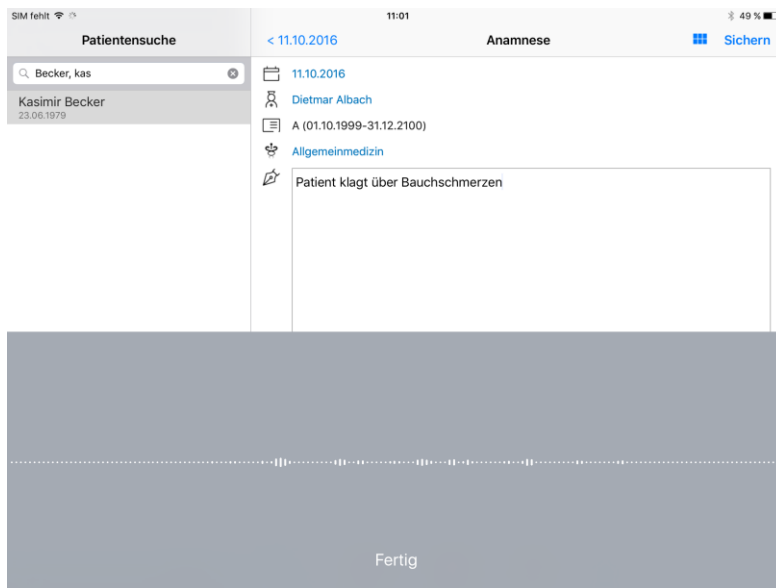 SIM fehlt 11:01 49 %
Patientensuche
Becker, kas
Kasimir Becker
23.06.1979
< 11.10.2016 Anamnese Sichern
11.10.2016
Dietmar Albach
A (01.10.1999-31.12.2100)
Allgemeinmedizin
Patient klagt über Bauchschmerzen
Fertig